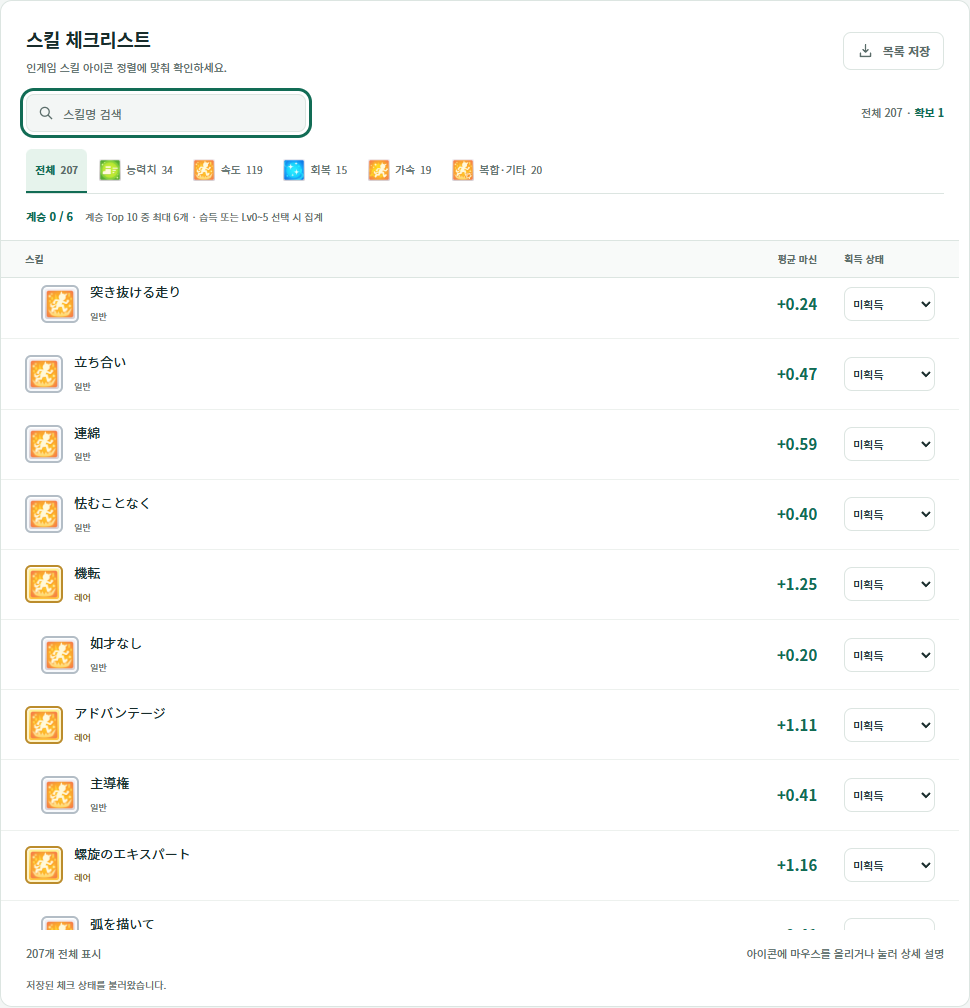 스킬 체크리스트
인게임 스킬 아이콘 정렬에 맞춰 확인하세요.
목록 저장
스킬명 검색
전체 207 · 확보 1
전체 207 능력치 34 속도 119 회복 15 가속 19 복합·기타 20
계승 0 / 6 계승 Top 10 중 최대 6개 · 습득 또는 Lv0~5 선택 시 집계
스킬 평균 마신 획득 상태
突き抜ける走り
일반
+0.24 미획득
立ち合い
일반
+0.47 미획득
連綿
일반
+0.59 미획득
怯むことなく
일반
+0.40 미획득
機転
레어
+1.25 미획득
如才なし
일반
+0.20 미획득
アドバンテージ
레어
+1.11 미획득
主導権
일반
+0.41 미획득
螺旋のエキスパート
레어
+1.16 미획득
弧を描いて
207개 전체 표시
아이콘에 마우스를 올리거나 눌러 상세 설명
저장된 체크 상태를 불러왔습니다.